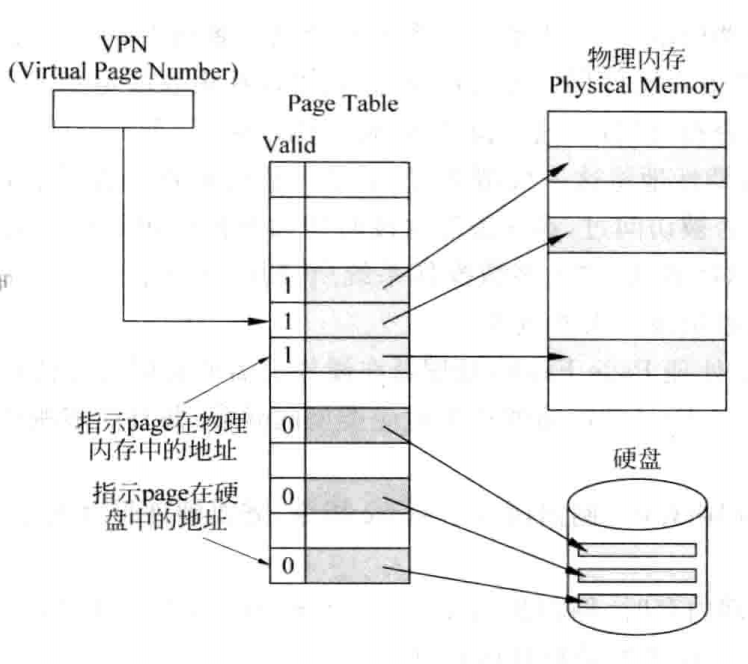 VPN
(Virtual Page Number)
Page Table
Valid
物理内存
Physical Memory
1
1
1
0
0
0
指示page在物理
内存中的地址
指示page在硬
盘中的地址
硬盘